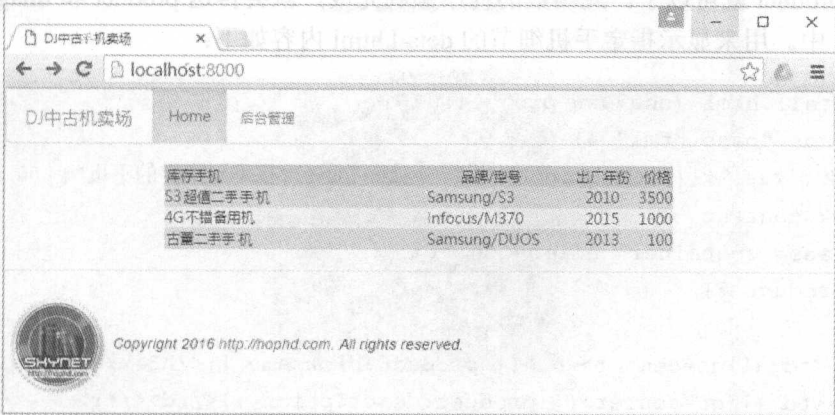 DJ中古手机卖场
localhost:8000
DJ中古机卖场 Home 后台管理
库存手机 品牌/型号 出厂年份 价格
S3超值二手手机 Samsung/S3 2010 3500
4G不错备用机 Infocus/M370 2015 1000
古董二手手机 Samsung/DUOS 2013 100
SKYNET
http://hophd.com
Copyright 2016 http://hophd.com. All rights reserved.